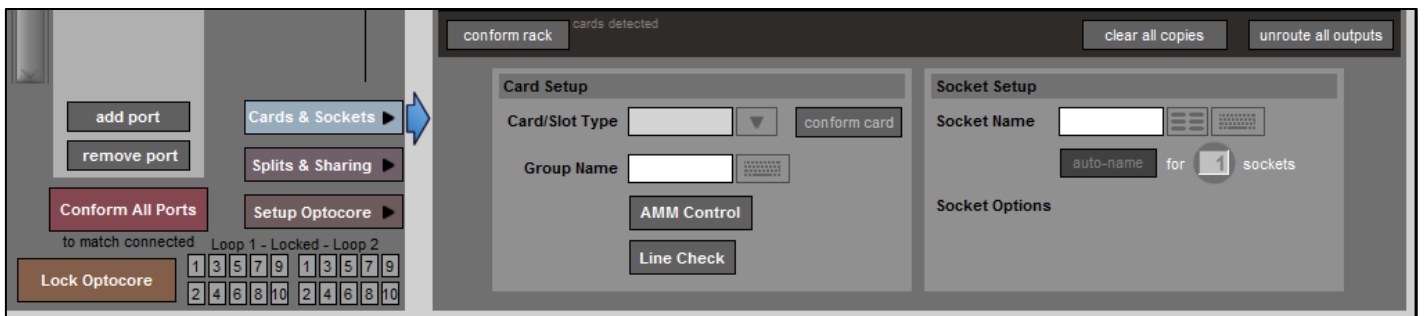 conform rack
cards detected
clear all copies
unroute all outputs
Card Setup
Socket Setup
add port
Cards & Sockets
Card/Slot Type
conform card
Socket Name
remove port
Splits & Sharing
Group Name
auto-name for 1 sockets
Conform All Ports
Setup Optocore
AMM Control
Socket Options
to match connected
Loop 1 - Locked - Loop 2
Line Check
Lock Optocore
1 3 5 7 9 1 3 5 7 9
2 4 6 8 10 2 4 6 8 10